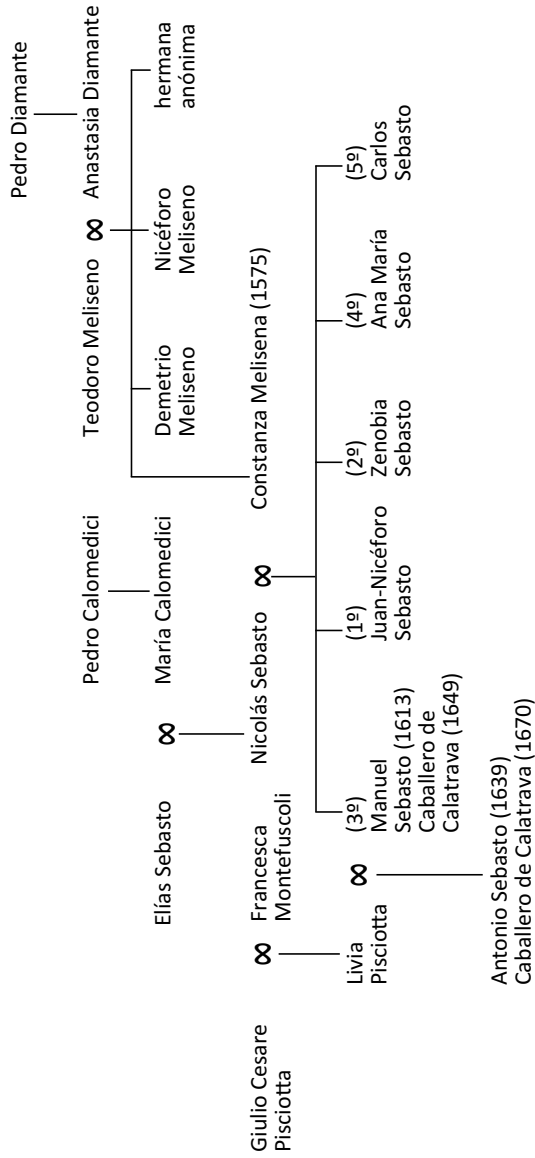 Pedro Diamante
Pedro Calomedici
Teodoro Meliseno
∞
Anastasia Diamante
Elías Sebasto
∞
María Calomedici
Demetrio
Meliseno
Nicéforo
Meliseno
hermana
anónima
Giulio Cesare
Pisciotta
∞
Francesca
Montefuscoli
Nicolás Sebasto
∞
Constanza Melisena (1575)
Livia
Pisciotta
∞
(3º)
Manuel
Sebasto (1613)
Caballero de
Calatrava (1649)
(1º)
Juan-Nicéforo
Sebasto
(2º)
Zenobia
Sebasto
(4º)
Ana María
Sebasto
(5º)
Carlos
Sebasto
Antonio Sebasto (1639)
Caballero de Calatrava (1670)